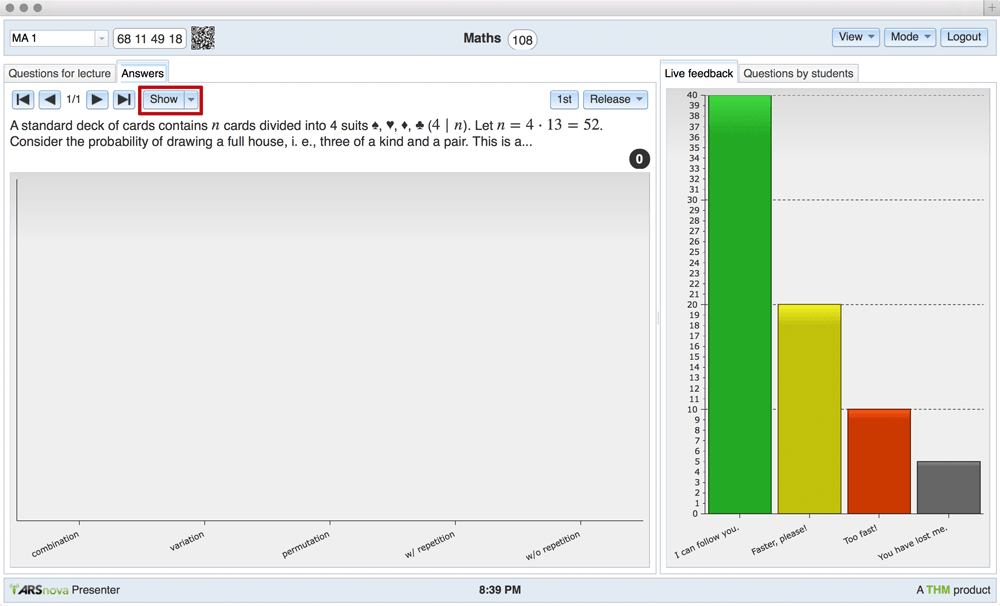 MA 1
68 11 49 18
Maths 108
View
Mode
Logout
Questions for lecture
Answers
1/1
Show
1st
Release
A standard deck of cards contains n cards divided into 4 suits ♠, ♥, ♦, ♣ (4 | n). Let n = 4 · 13 = 52.
Consider the probability of drawing a full house, i. e., three of a kind and a pair. This is a...
0
combination
variation
permutation
w/ repetition
w/o repetition
Live feedback
Questions by students
40
39
38
37
36
35
34
33
32
31
30
29
28
27
26
25
24
23
22
21
20
19
18
17
16
15
14
13
12
11
10
9
8
7
6
5
4
3
2
1
0
I can follow you.
Faster, please!
Too fast!
You have lost me.
ARSnova Presenter
8:39 PM
A THM product